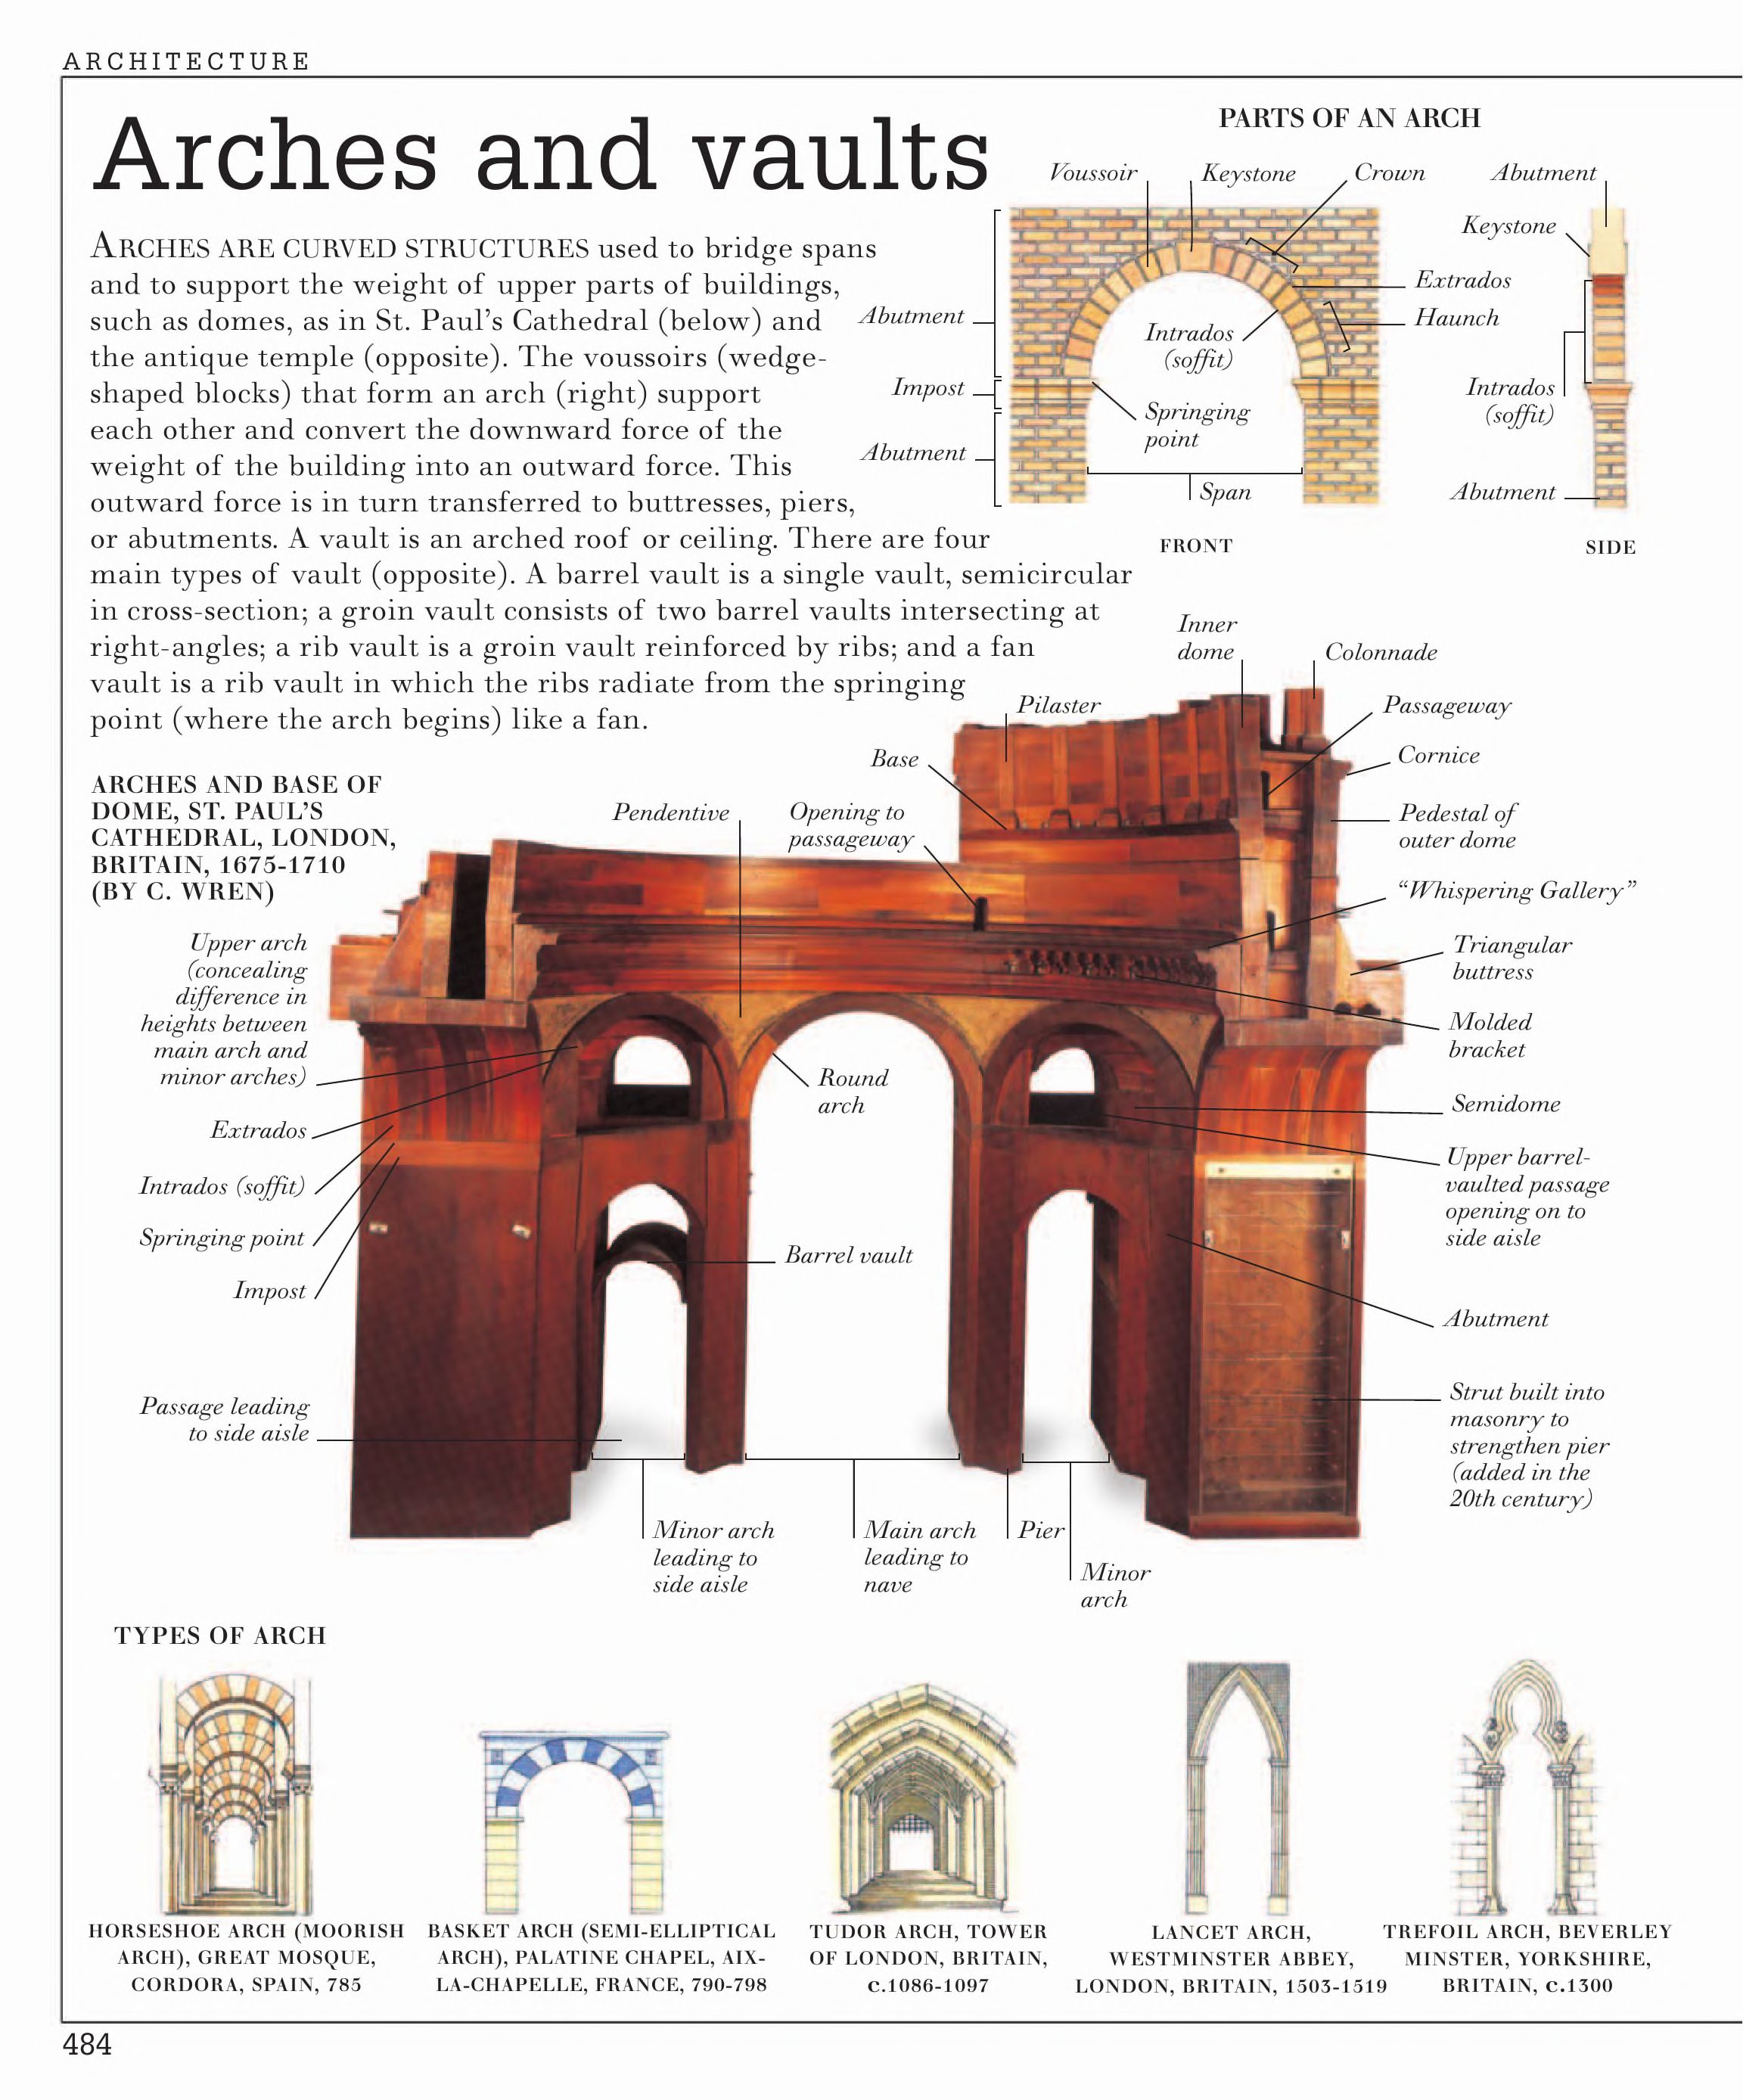 ARCHITECTURE
Arches and vaults
ARCHES ARE CURVED STRUCTURES used to bridge spans
and to support the weight of upper parts of buildings,
such as domes, as in St. Paul's Cathedral (below) and
the antique temple (opposite). The voussoirs (wedge-
shaped blocks) that form an arch (right) support
each other and convert the downward force of the
weight of the building into an outward force. This
outward force is in turn transferred to buttresses, piers,
or abutments. A vault is an arched roof or ceiling. There are four
main types of vault (opposite). A barrel vault is a single vault, semicircular
in cross-section; a groin vault consists of two barrel vaults intersecting at
right-angles; a rib vault is a groin vault reinforced by ribs; and a fan
vault is a rib vault in which the ribs radiate from the springing
point (where the arch begins) like a fan.
PARTS OF AN ARCH
Voussoir
Keystone
Crown
Abutment
Keystone
Extrados
Haunch
Abutment
Intrados
(soffit)
Impost
Intrados
(soffit)
Springing
point
Abutment
Span
Abutment
FRONT
SIDE
ARCHES AND BASE OF
DOME, ST. PAUL'S
CATHEDRAL, LONDON,
BRITAIN, 1675-1710
(BY C. WREN)
Inner
dome
Colonnade
Pilaster
Passageway
Base
Cornice
Pendentive
Opening to
passageway
Pedestal of
outer dome
“Whispering Gallery”
Upper arch
(concealing
difference in
heights between
main arch and
minor arches)
Triangular
buttress
Molded
bracket
Round
arch
Semidome
Extrados
Upper barrel-
vaulted passage
opening on to
side aisle
Intrados (soffit)
Springing point
Barrel vault
Impost
Abutment
Passage leading
to side aisle
Strut built into
masonry to
strengthen pier
(added in the
20th century)
Minor arch
leading to
side aisle
Main arch
leading to
nave
Pier
Minor
arch
TYPES OF ARCH
HORSESHOE ARCH (MOORISH
ARCH), GREAT MOSQUE,
CORDORA, SPAIN, 785
BASKET ARCH (SEMI-ELLIPTICAL
ARCH), PALATINE CHAPEL, AIX-
LA-CHAPELLE, FRANCE, 790-798
TUDOR ARCH, TOWER
OF LONDON, BRITAIN,
c.1086-1097
LANCET ARCH,
WESTMINSTER ABBEY,
LONDON, BRITAIN, 1503-1519
TREFOIL ARCH, BEVERLEY
MINSTER, YORKSHIRE,
BRITAIN, c.1300
484